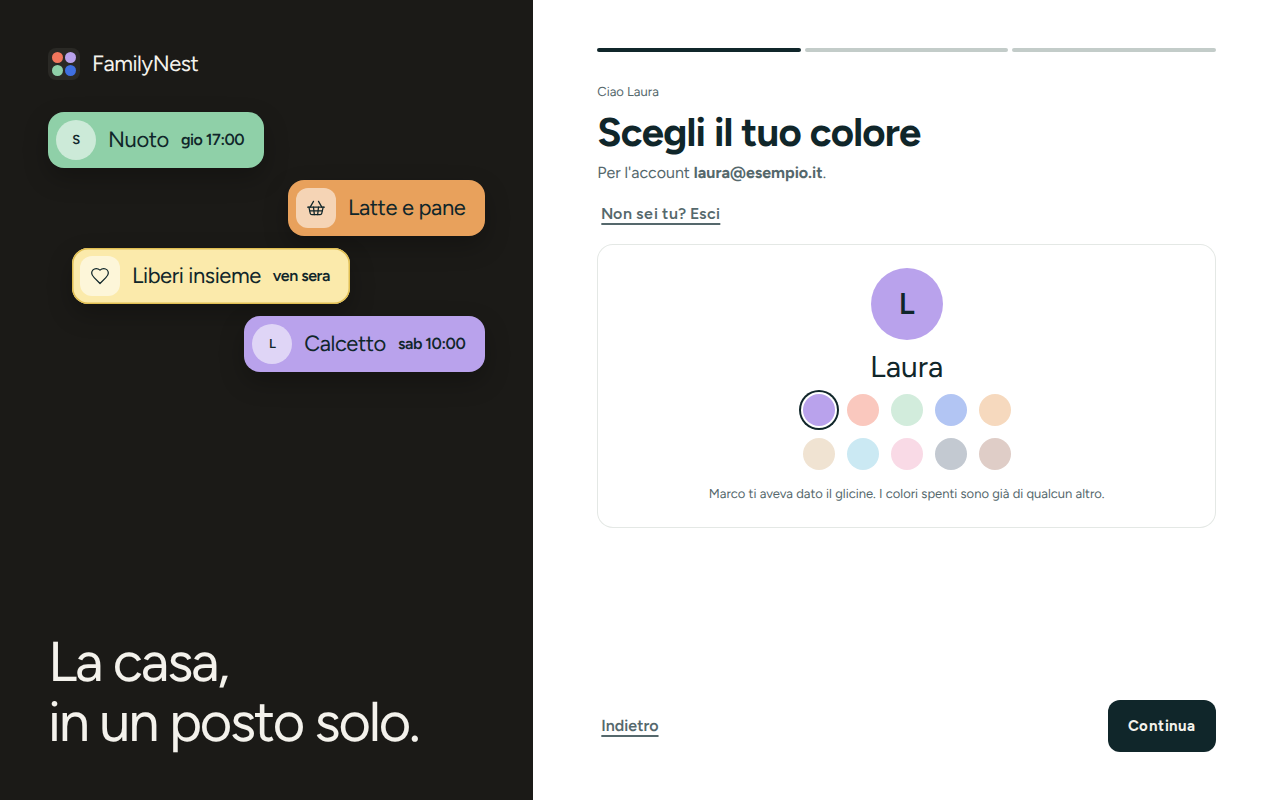 FamilyNest
S Nuoto gio 17:00
Latte e pane
Liberi insieme ven sera
L Calcetto sab 10:00
La casa,
in un posto solo.
Ciao Laura
Scegli il tuo colore
Per l'account laura@esempio.it.
Non sei tu? Esci
L
Laura
Marco ti aveva dato il glicine. I colori spenti sono già di qualcun altro.
Indietro
Continua